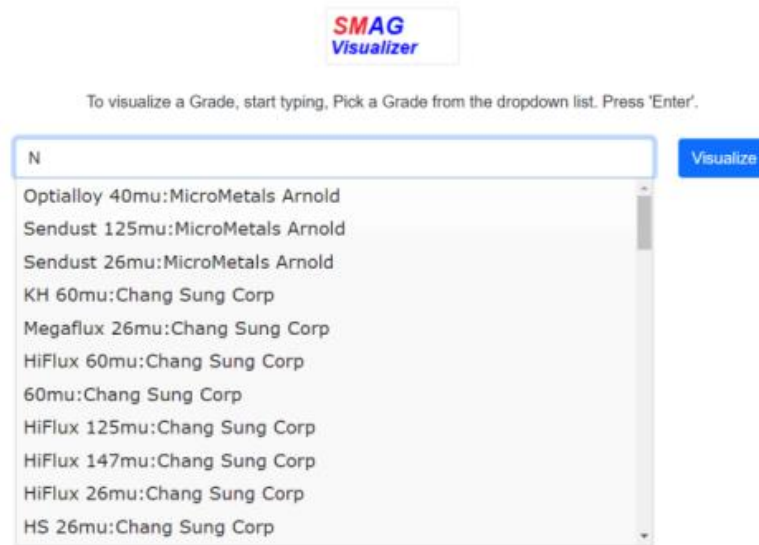 SMAG
Visualizer
To visualize a Grade, start typing, Pick a Grade from the dropdown list. Press 'Enter'.
N
Visualize
Optialloy 40mu:MicroMetals Arnold
Sendust 125mu:MicroMetals Arnold
Sendust 26mu:MicroMetals Arnold
KH 60mu:Chang Sung Corp
Megaflux 26mu:Chang Sung Corp
HiFlux 60mu:Chang Sung Corp
60mu:Chang Sung Corp
HiFlux 125mu:Chang Sung Corp
HiFlux 147mu:Chang Sung Corp
HiFlux 26mu:Chang Sung Corp
HS 26mu:Chang Sung Corp